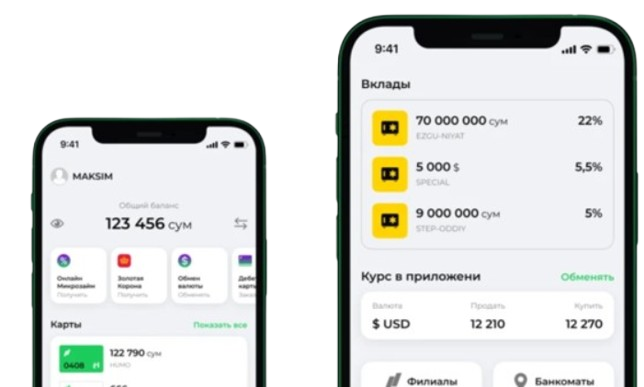 9:41
MAKSIM
Общий баланс
123 456 сум
Онлайн
Микрозайм
Получить
Золотая
Корона
Получить
Обмен
валюты
Обменять
Карты
Показать все
0408
122 790 сум
HUMO
9:41
Вклады
70 000 000 сум
22%
EZGU-NIYAT
5 000 $
5,5%
SPECIAL
9 000 000 сум
5%
STEP-ODDIY
Курс в приложени
Обменять
Валюта
Продать
Купить
$ USD
12 210
12 270
Филиалы
Банкоматы